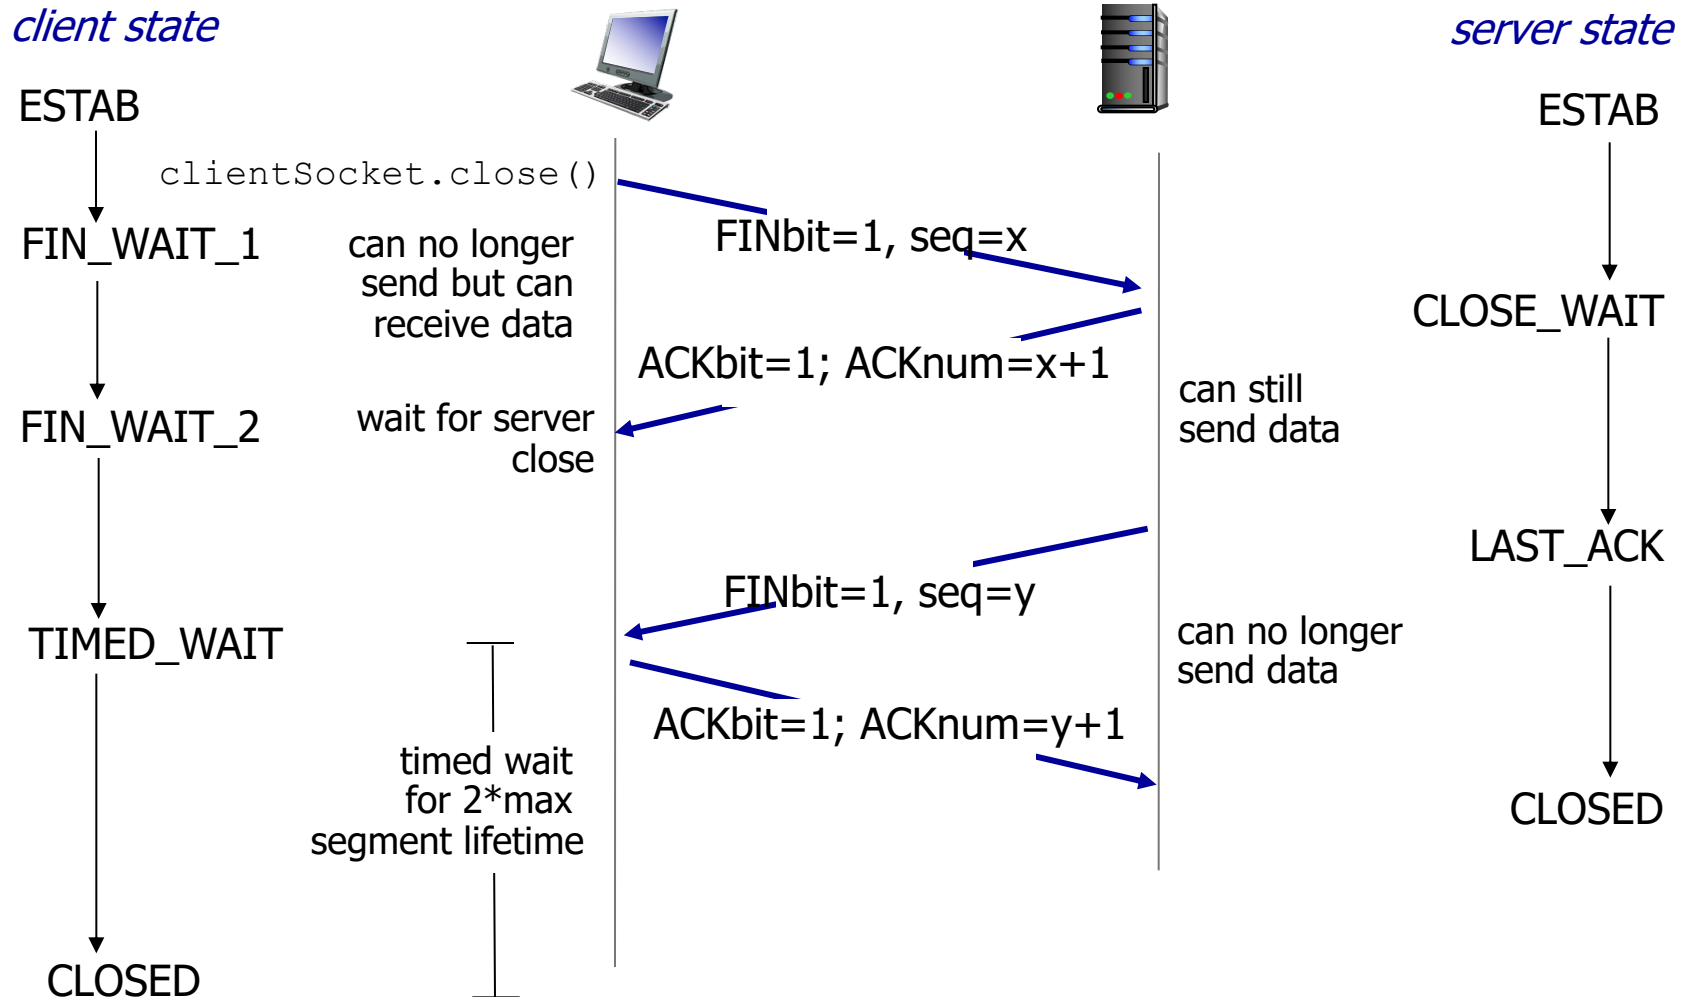 client state
server state
ESTAB
ESTAB
clientSocket.close()
FIN_WAIT_1
can no longer
send but can
receive data
FINbit=1, seq=x
CLOSE_WAIT
ACKbit=1; ACKnum=x+1
can still
send data
FIN_WAIT_2
wait for server
close
LAST_ACK
FINbit=1, seq=y
can no longer
send data
TIMED_WAIT
ACKbit=1; ACKnum=y+1
timed wait
for 2*max
segment lifetime
CLOSED
CLOSED